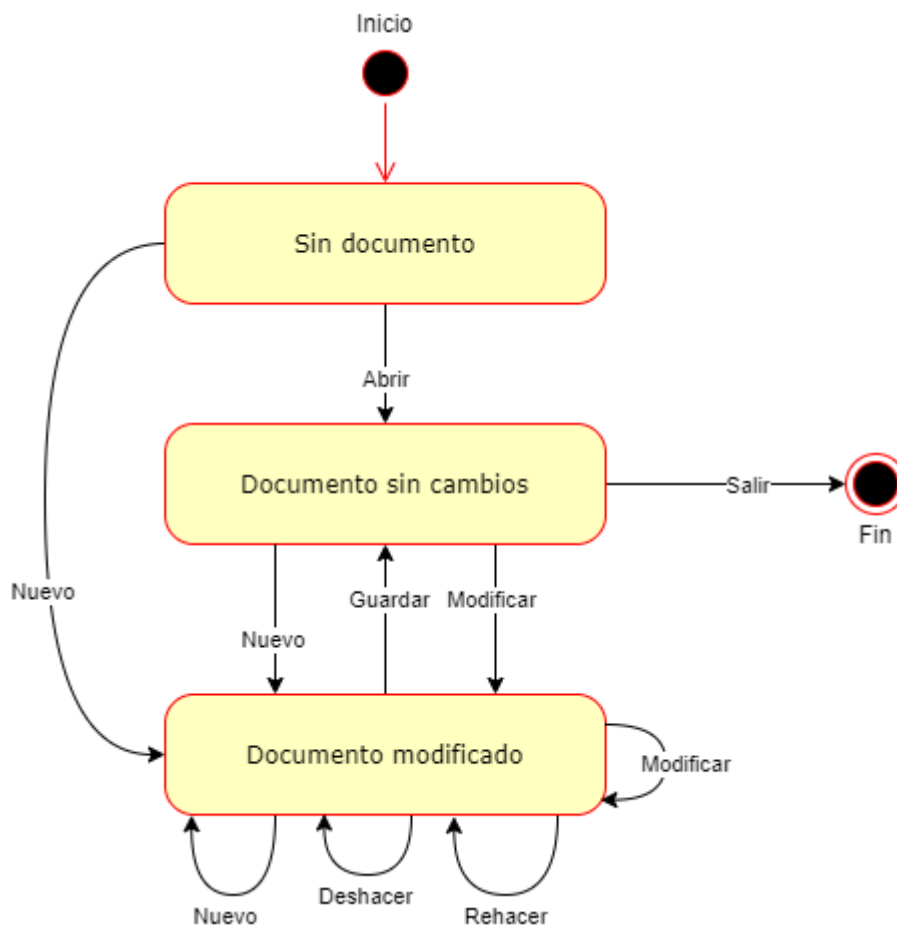 Inicio
Sin documento
Abrir
Documento sin cambios
Salir
Fin
Nuevo
Guardar
Modificar
Nuevo
Documento modificado
Modificar
Nuevo
Deshacer
Rehacer